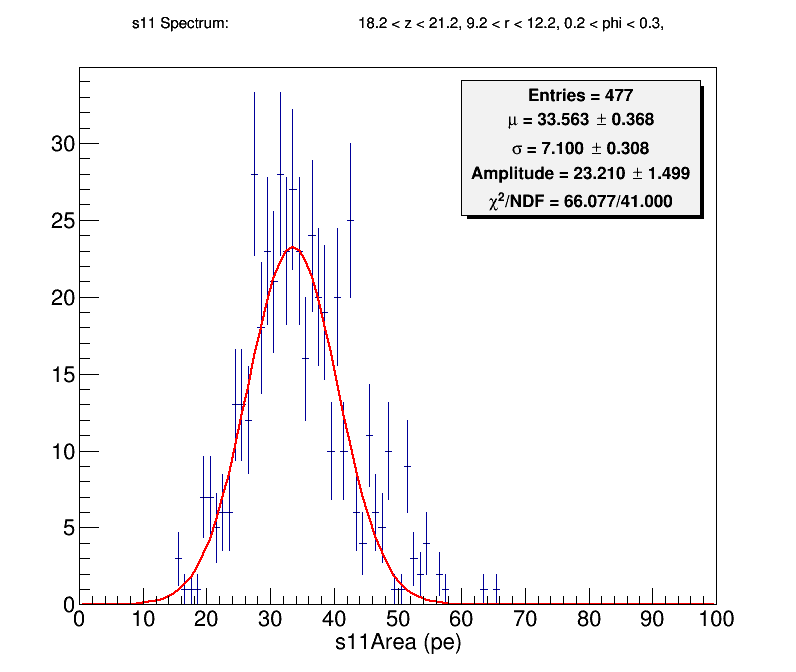 s11 Spectrum: 18.2 < z < 21.2, 9.2 < r < 12.2, 0.2 < phi < 0.3,
Entries = 477
μ = 33.563 ± 0.368
σ = 7.100 ± 0.308
Amplitude = 23.210 ± 1.499
χ²/NDF = 66.077/41.000
30
25
20
15
10
5
0
0 10 20 30 40 50 60 70 80 90 100
s11Area (pe)